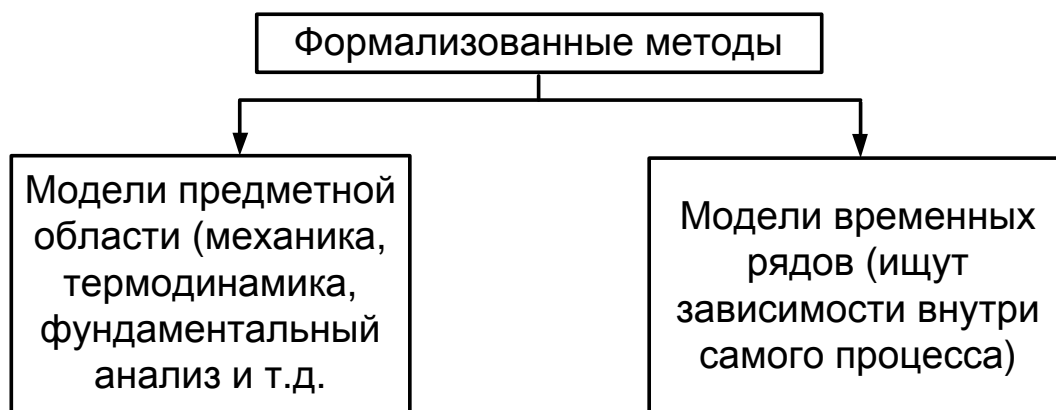 Формализованные методы
Модели предметной
области (механика,
термодинамика,
фундаментальный
анализ и т.д.
Модели временных
рядов (ищут
зависимости внутри
самого процесса)